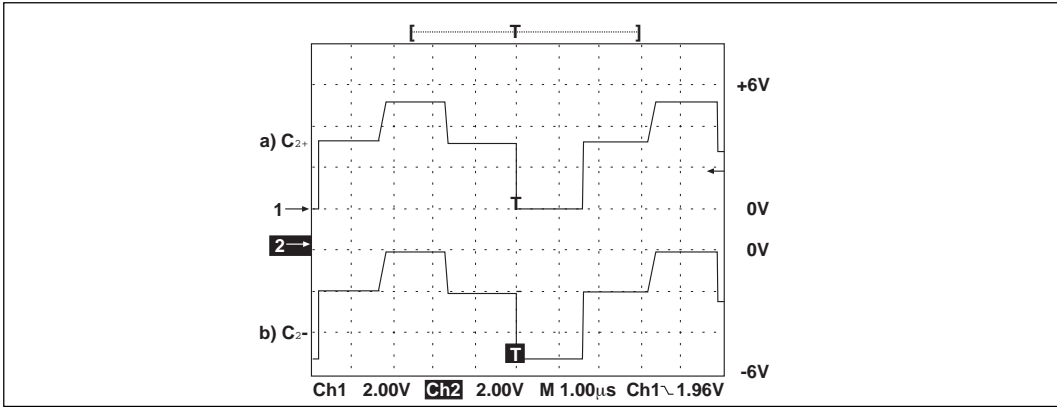 [ T ]
+6V
a) C₂₊
T
1 0V
2 0V
b) C₂-
T
-6V
Ch1 2.00V Ch2 2.00V M 1.00μs Ch1 1.96V